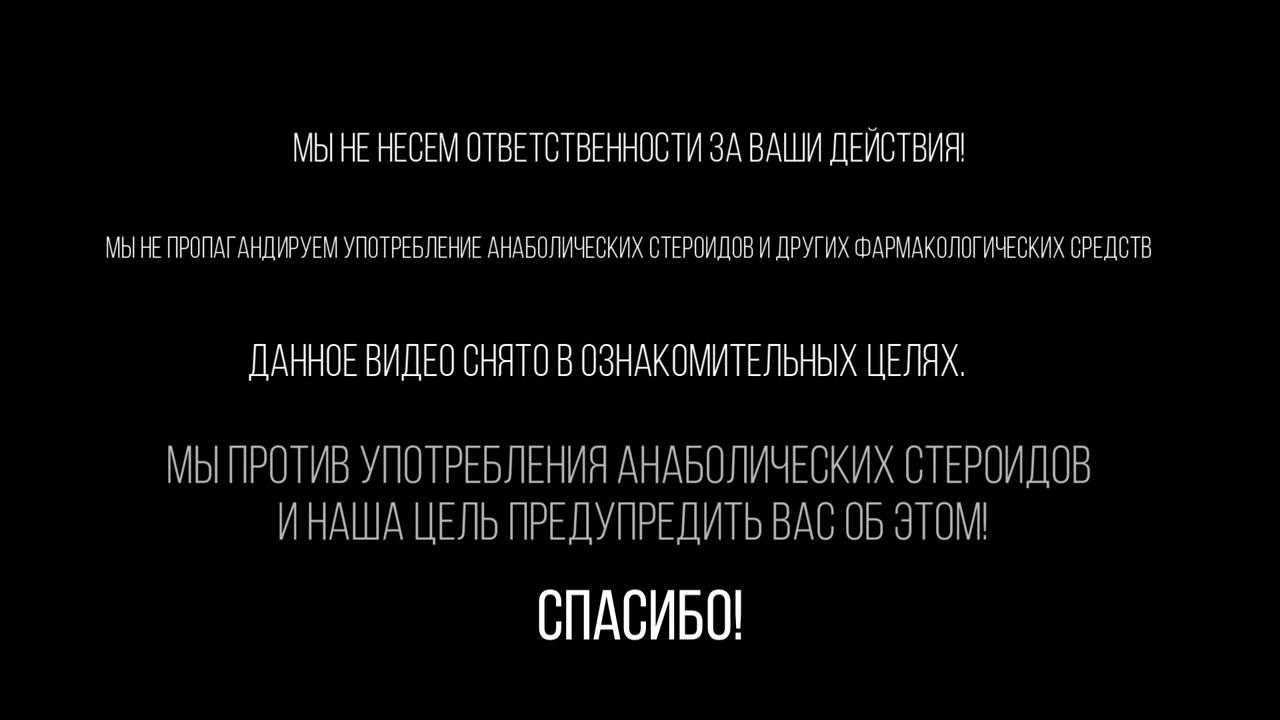 МЫ НЕ НЕСЕМ ОТВЕТСТВЕННОСТИ ЗА ВАШИ ДЕЙСТВИЯ!
МЫ НЕ ПРОПАГАНДИРУЕМ УПОТРЕБЛЕНИЕ АНАБОЛИЧЕСКИХ СТЕРОИДОВ И ДРУГИХ ФАРМАКОЛОГИЧЕСКИХ СРЕДСТВ
ДАННОЕ ВИДЕО СНЯТО В ОЗНАКОМИТЕЛЬНЫХ ЦЕЛЯХ.
МЫ ПРОТИВ УПОТРЕБЛЕНИЯ АНАБОЛИЧЕСКИХ СТЕРОИДОВ
И НАША ЦЕЛЬ ПРЕДУПРЕДИТЬ ВАС ОБ ЭТОМ!
СПАСИБО!